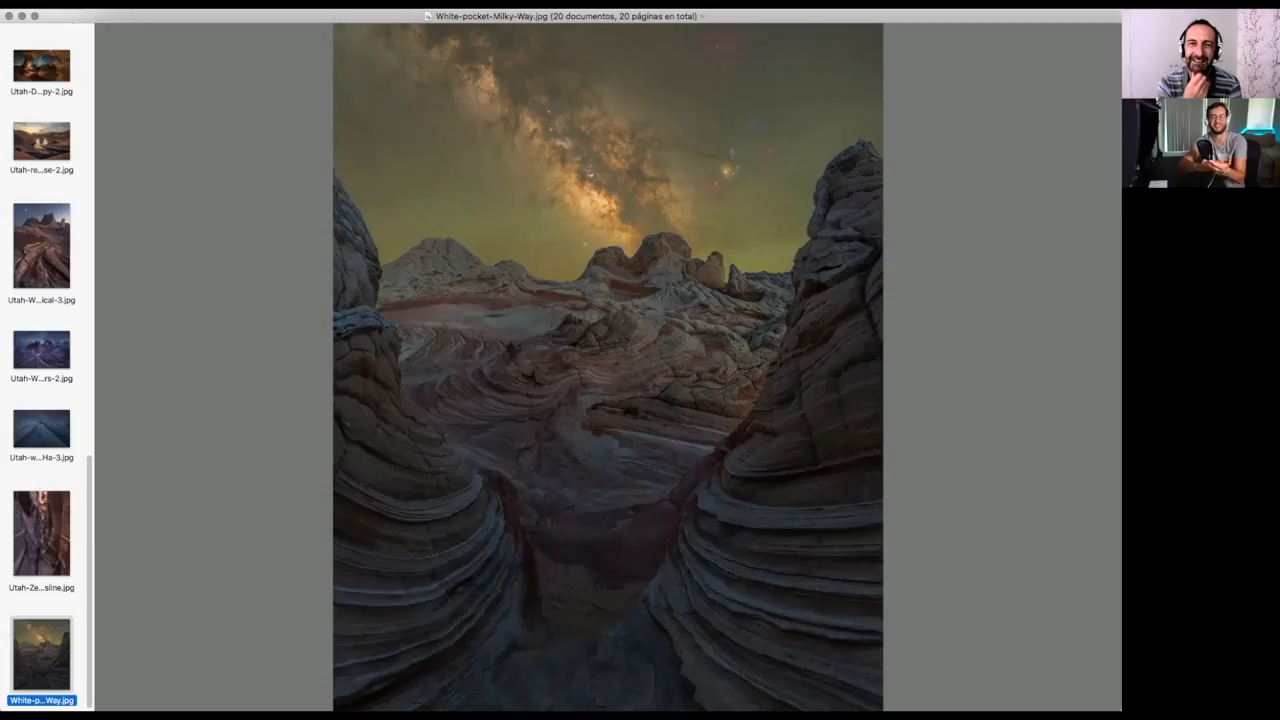 White-pocket-Milky-Way.jpg (20 documentos, 20 páginas en total)
Utah-D...py-2.jpg
Utah-re...se-2.jpg
Utah-W...ical-3.jpg
Utah-W...rs-2.jpg
Utah-w...Ha-3.jpg
Utah-Ze...sline.jpg
White-p...Way.jpg